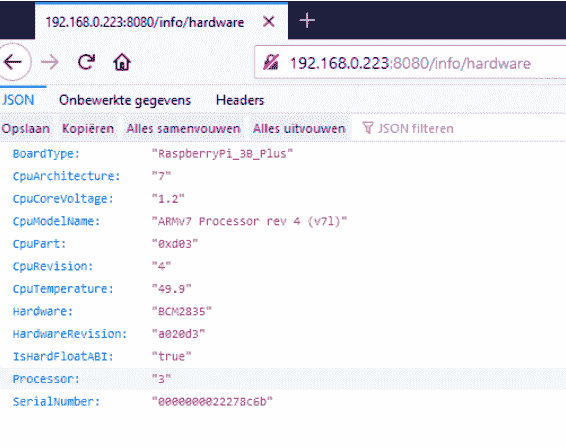 192.168.0.223:8080/info/hardware
192.168.0.223:8080/info/hardware
JSON Onbewerkte gegevens Headers
Opslaan Kopiëren Alles samenvouwen Alles uitvouwen JSON filteren
BoardType: "RaspberryPi_3B_Plus"
CpuArchitecture: "7"
CpuCoreVoltage: "1.2"
CpuModelName: "ARMv7 Processor rev 4 (v7l)"
CpuPart: "0xd03"
CpuRevision: "4"
CpuTemperature: "49.9"
Hardware: "BCM2835"
HardwareRevision: "a020d3"
IsHardFloatABI: "true"
Processor: "3"
SerialNumber: "0000000022278c6b"